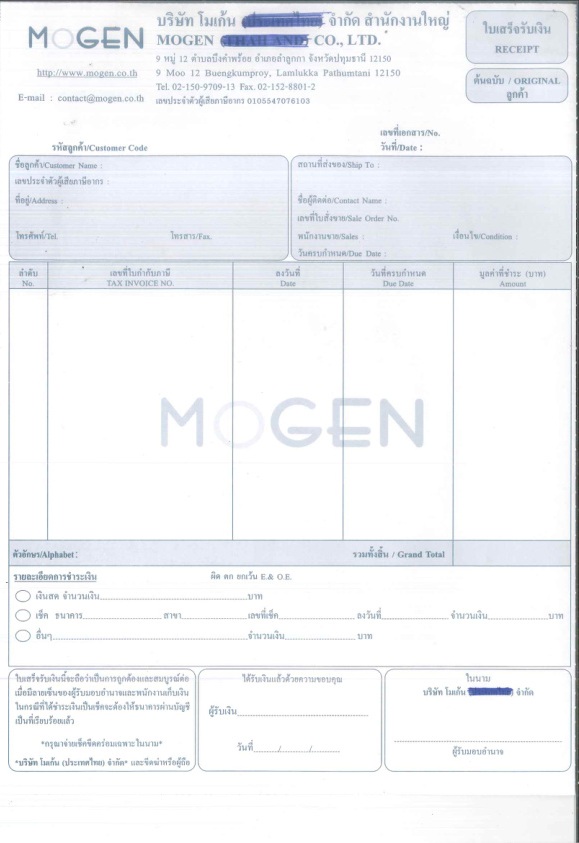 MOGEN
http://www.mogen.co.th
E-mail : contact@mogen.co.th
บริษัท โมเก้น (ประเทศไทย) จำกัด สำนักงานใหญ่
MOGEN (THAILAND) CO., LTD.
9 หมู่ 12 ตำบลบึงคำพร้อย อำเภอลำลูกกา จังหวัดปทุมธานี 12150
9 Moo 12 Buengkumproy, Lamlukka Pathumtani 12150
Tel. 02-150-9709-13 Fax. 02-152-8801-2
เลขประจำตัวผู้เสียภาษีอากร 0105547076103
ใบเสร็จรับเงิน
RECEIPT
ต้นฉบับ / ORIGINAL
ลูกค้า
เลขที่เอกสาร/No.
รหัสลูกค้า/Customer Code
วันที่/Date :
ชื่อลูกค้า/Customer Name :
เลขประจำตัวผู้เสียภาษีอากร :
ที่อยู่/Address :
โทรศัพท์/Tel. โทรสาร/Fax.
สถานที่ส่งของ/Ship To :
ชื่อผู้ติดต่อ/Contact Name :
เลขที่ใบสั่งขาย/Sale Order No.
พนักงานขาย/Sales : เงื่อนไข/Condition :
วันครบกำหนด/Due Date :
ลำดับ เลขที่ใบกำกับภาษี ลงวันที่ วันที่ครบกำหนด มูลค่าที่ชำระ (บาท)
No. TAX INVOICE NO. Date Due Date Amount
MOGEN
ตัวอักษร/Alphabet: รวมทั้งสิ้น / Grand Total
รายละเอียดการชำระเงิน ผิด ตก ยกเว้น E.& O.E.
เงินสด จำนวนเงิน บาท
เช็ค ธนาคาร สาขา เลขที่เช็ค ลงวันที่ จำนวนเงิน บาท
อื่นๆ จำนวนเงิน บาท
ใบเสร็จรับเงินนี้จะถือว่าเป็นการถูกต้องและสมบูรณ์ต่อ
เมื่อมีลายเซ็นของผู้รับมอบอำนาจและพนักงานเก็บเงิน
ในกรณีที่ได้ชำระเงินเป็นเช็คจะต้องให้ธนาคารผ่านบัญชี
เป็นที่เรียบร้อยแล้ว
*กรุณาจ่ายเช็คขีดคร่อมเฉพาะในนาม*
*บริษัท โมเก้น (ประเทศไทย) จำกัด* และขีดฆ่าหรือผู้ถือ
ได้รับเงินแล้วด้วยความขอบคุณ
ผู้รับเงิน
วันที่ / /
ในนาม
บริษัท โมเก้น ) จำกัด
ผู้รับมอบอำนาจ